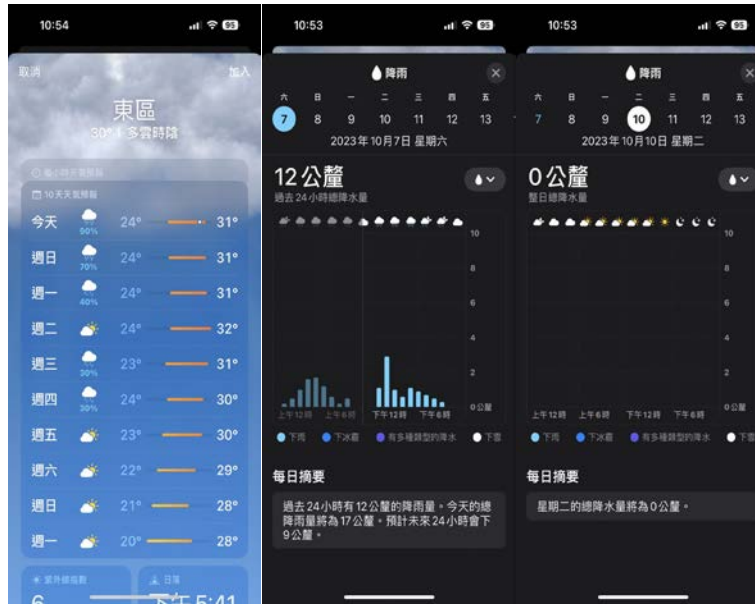 10:54
95
取消
加入
東區
30° | 多雲時陰
每小時天氣預報
10天天氣預報
今天 90% 24° 31°
週日 70% 24° 31°
週一 40% 24° 31°
週二 24° 32°
週三 30% 23° 31°
週四 30% 24° 30°
週五 23° 30°
週六 22° 29°
週日 21° 28°
週一 20° 28°
紫外線指數
日落
6
下午5:41
10:53
95
降雨
六 日 一 二 三 四 五
7 8 9 10 11 12 13
2023年10月7日 星期六
12公釐
過去24小時總降水量
10
8
6
4
2
0公釐
上午12時 上午6時 下午12時 下午6時
下雨 下冰雹 有多種類型的降水 下雪
每日摘要
過去24小時有12公釐的降雨量。今天的總
降雨量將為17公釐。預計未來24小時會下
9公釐。
10:53
95
降雨
六 日 一 二 三 四 五
7 8 9 10 11 12 13
2023年10月10日 星期二
0公釐
整日總降水量
10
8
6
4
2
0公釐
上午12時 上午6時 下午12時 下午6時
下雨 下冰雹 有多種類型的降水 下雪
每日摘要
星期二的總降水量將為0公釐。